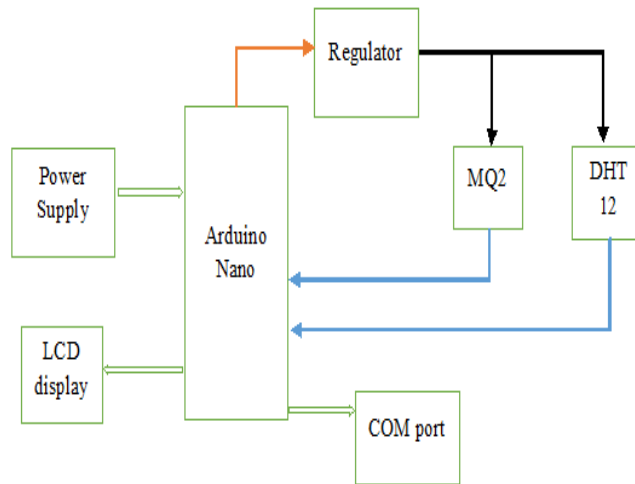 Regulator
Power
Supply
MQ2
DHT
12
Arduino
Nano
LCD
display
COM port